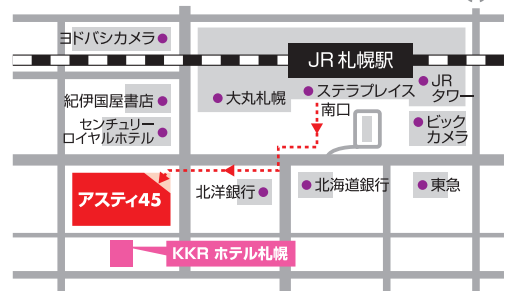 ヨドバシカメラ
JR 札幌駅
紀伊国屋書店
大丸札幌
ステラプレイス
JR
タワー
南口
センチュリー
ロイヤルホテル
ビック
カメラ
アスティ45
北洋銀行
北海道銀行
東急
KKR ホテル札幌